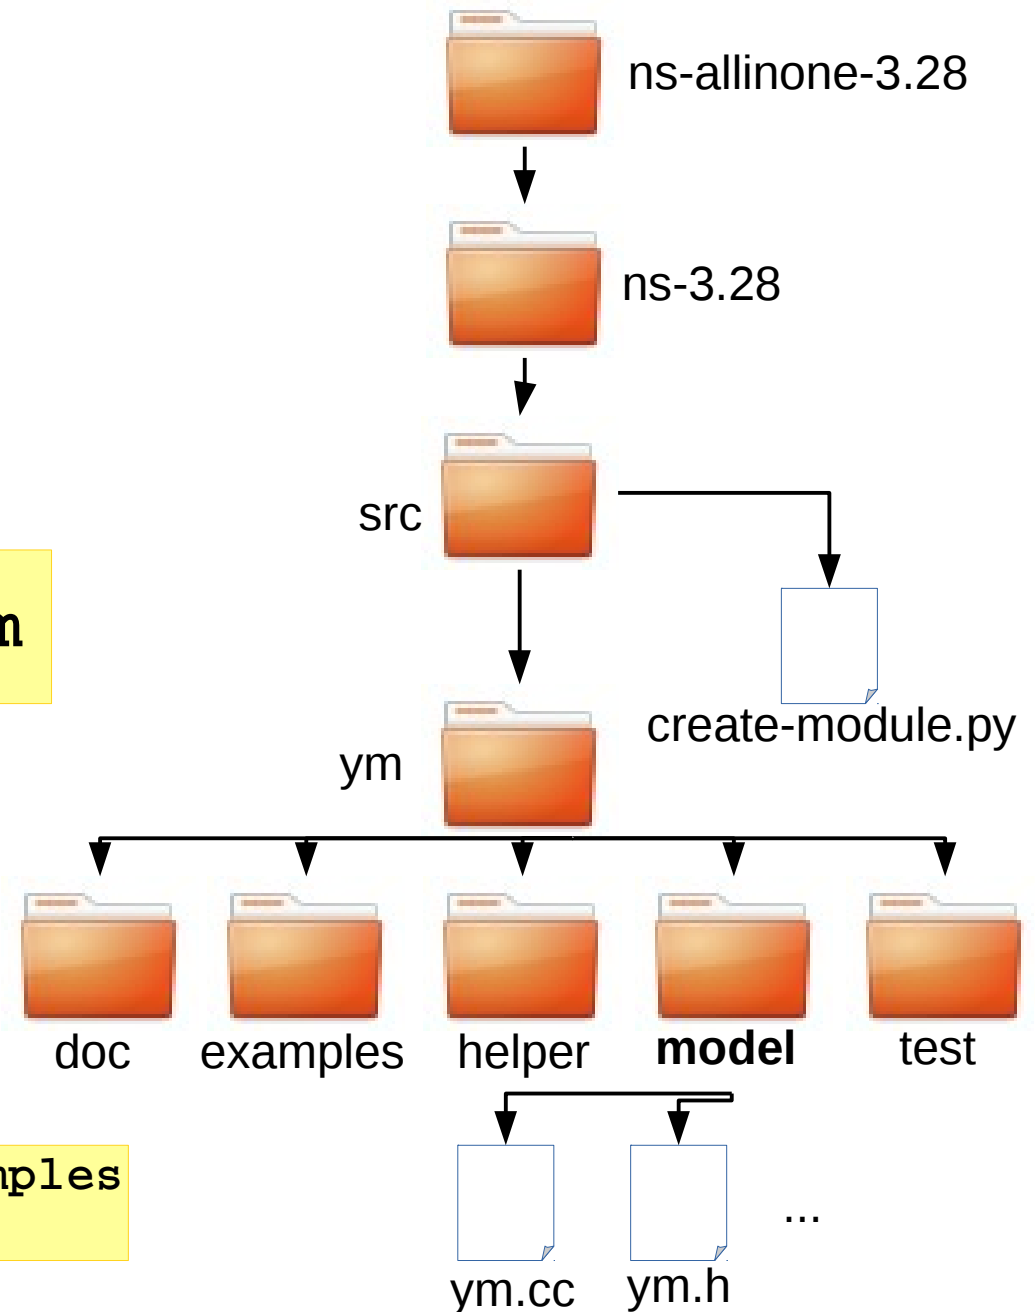 ns-allinone-3.28
ns-3.28
src
m
create-module.py
ym
doc examples helper model test
mples
...
ym.cc ym.h